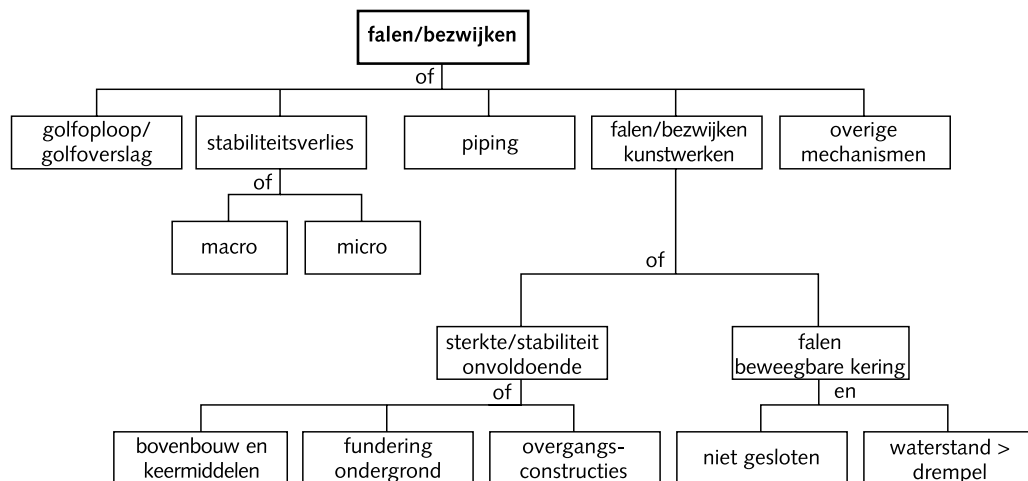 falen/bezwijken
of
golfoploop/
golfoverslag
stabiliteitsverlies
piping
falen/bezwijken
kunstwerken
overige
mechanismen
of
macro
micro
of
sterkte/stabiliteit
onvoldoende
falen
beweegbare kering
of
en
bovenbouw en
keermiddelen
fundering
ondergrond
overgangs-
constructies
niet gesloten
waterstand >
drempel